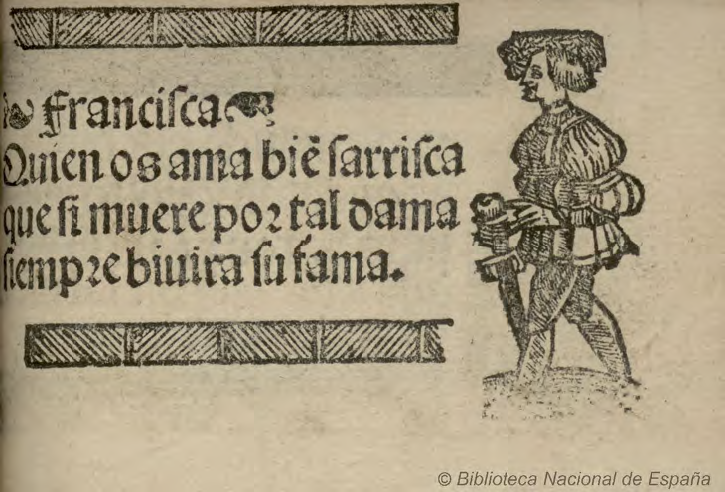 Francisca
Quien os ama biẽ sarrisca
que si muere por tal dama
siempre biuira su fama.
© Biblioteca Nacional de España